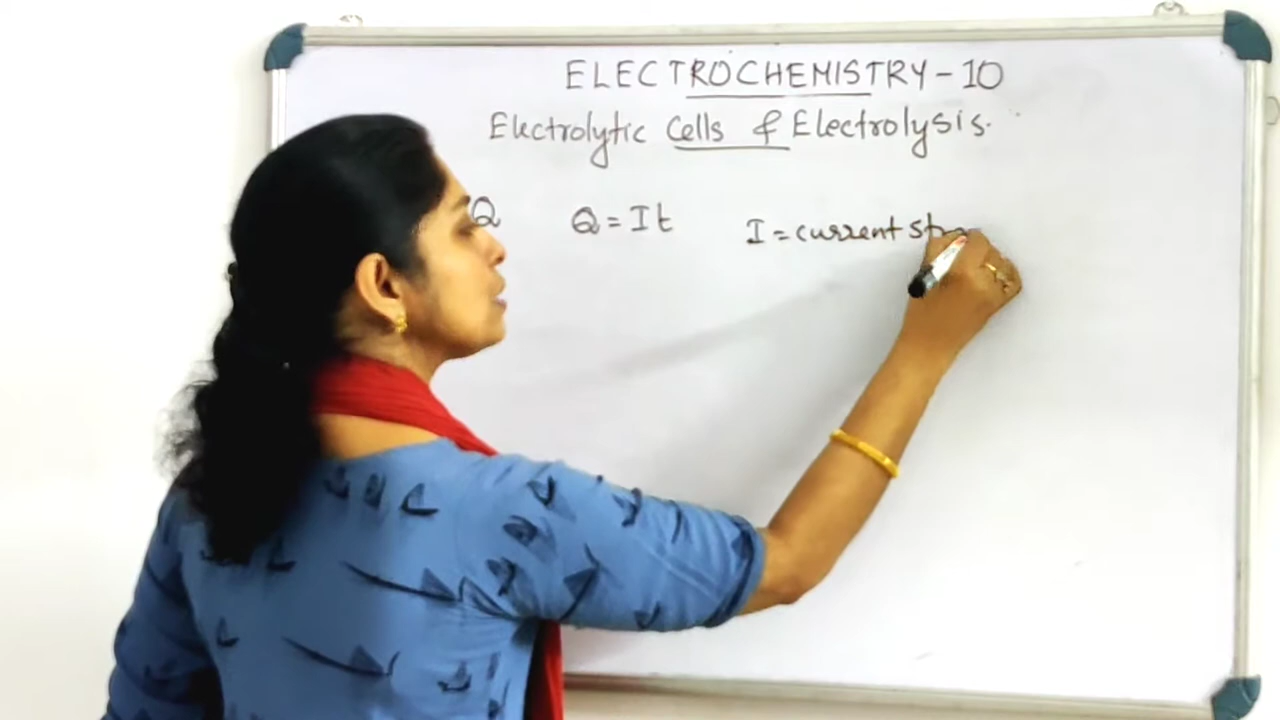 ELECTROCHEMISTRY - 10
Electrolytic Cells & Electrolysis.
Q Q = It I = current